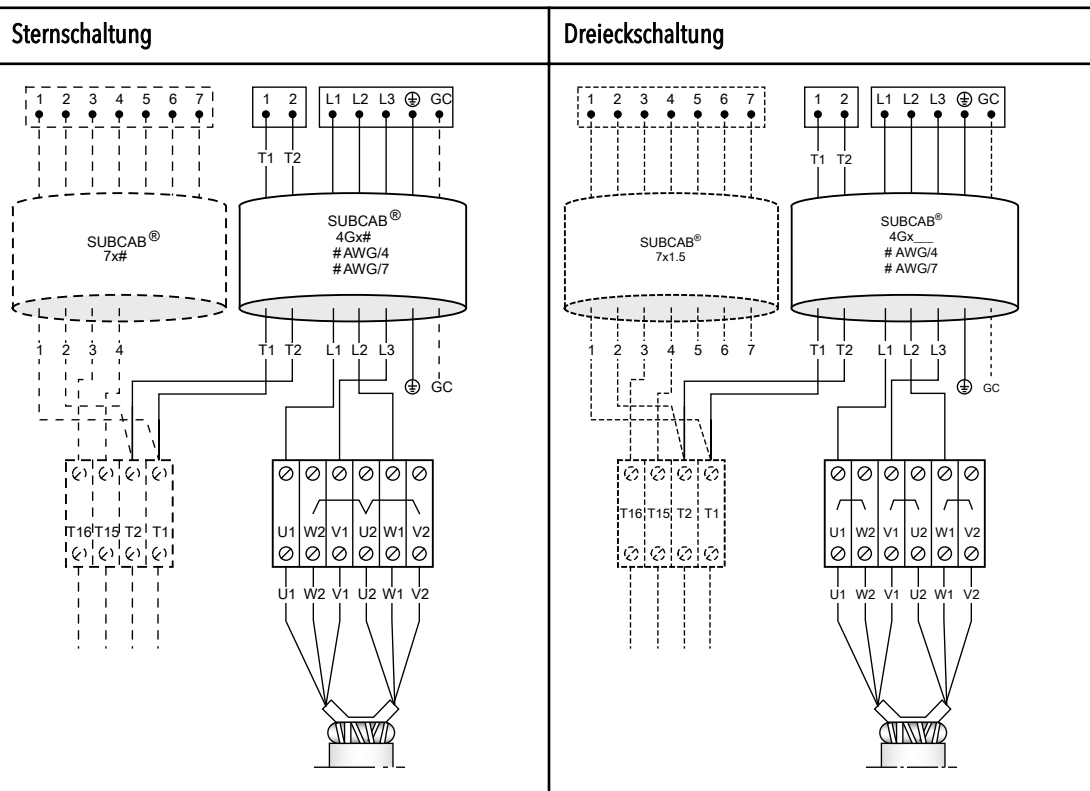 Sternschaltung
1 2 3 4 5 6 7
1 2
L1 L2 L3 GC
T1 T2
SUBCAB®
7x#
SUBCAB®
4Gx#
#AWG/4
#AWG/7
1 2 3 4
T1 T2 L1 L2 L3
GC
T16 T15 T2 T1
U1 W2 V1 U2 W1 V2
U1 W2 V1 U2 W1 V2
Dreieckschaltung
1 2 3 4 5 6 7
1 2
L1 L2 L3 GC
T1 T2
SUBCAB®
7x1.5
SUBCAB®
4Gx___
# AWG/4
# AWG/7
1 2 3 4 5 6 7
T1 T2 L1 L2 L3
GC
T16 T15 T2 T1
U1 W2 V1 U2 W1 V2
U1 W2 V1 U2 W1 V2